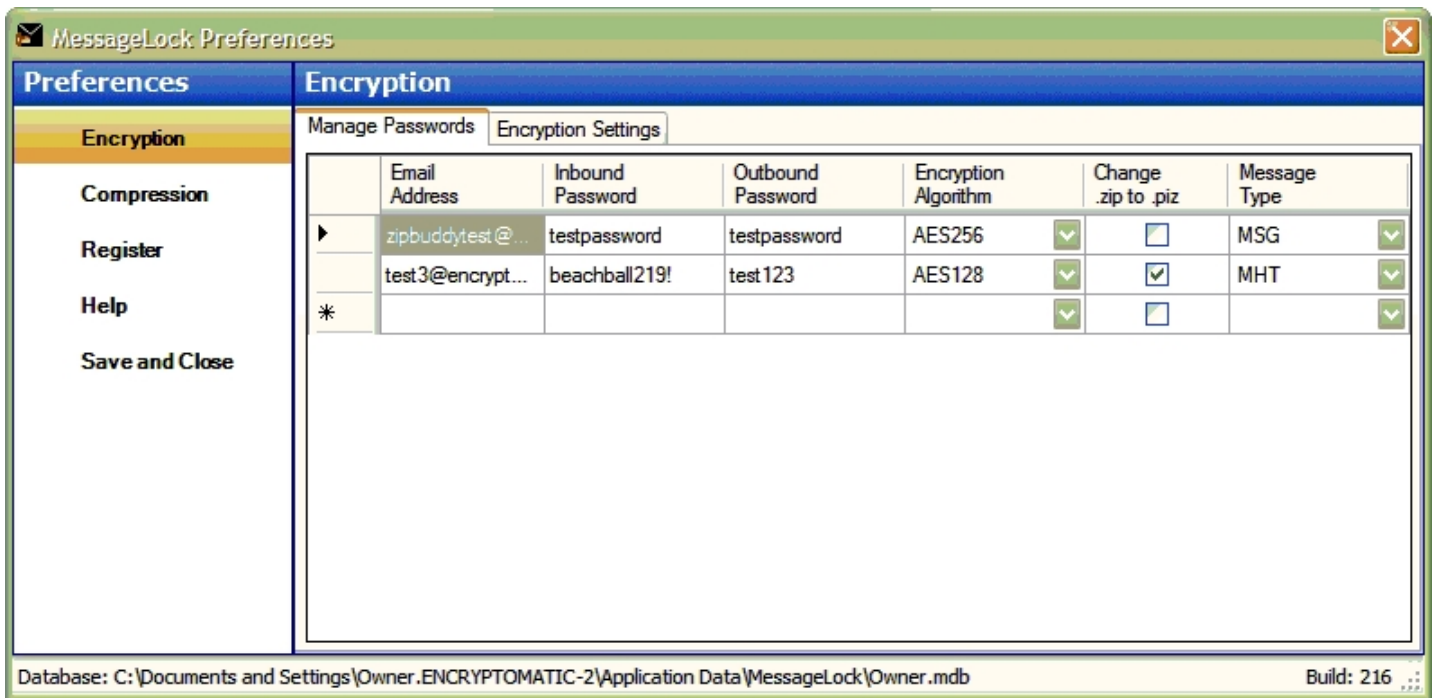 MessageLock Preferences
Preferences
Encryption
Encryption
Compression
Register
Help
Save and Close
Manage Passwords Encryption Settings
Email Address Inbound Password Outbound Password Encryption Algorithm Change .zip to .piz Message Type
zipbuddytest@... testpassword testpassword AES256 MSG
test3@encrypt... beachball219! test123 AES128 MHT
Database: C:\Documents and Settings\Owner.ENCRYPTOMATIC-2\Application Data\MessageLock\Owner.mdb Build: 216